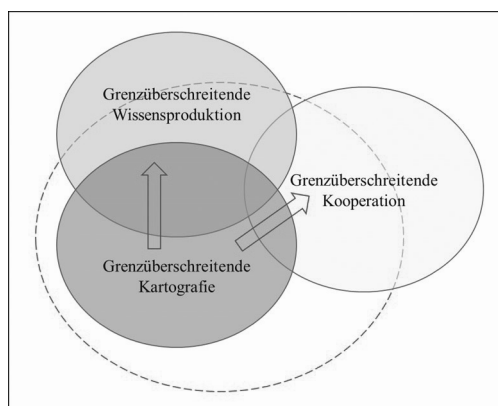 Grenzüberschreitende
Wissensproduktion
Grenzüberschreitende
Kooperation
Grenzüberschreitende
Kartografie